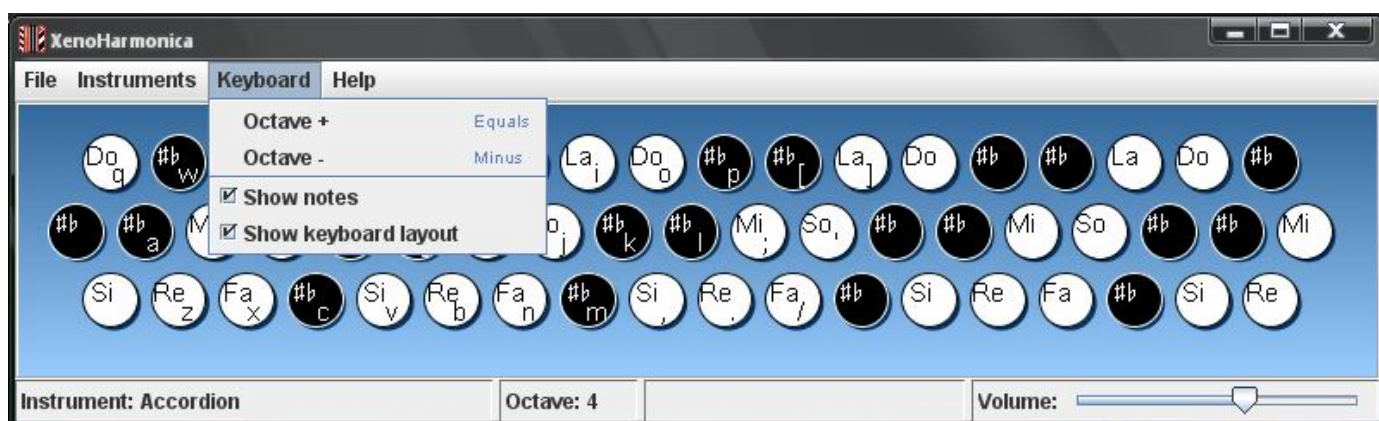 XenoHarmonica
File Instruments Keyboard Help
Octave + Equals
Octave - Minus
Show notes
Show keyboard layout
Do q ♯♭ w La i Do o ♯♭ p ♯♭ [ La ] Do ♯♭ ♯♭ La Do ♯♭
♯♭ ♯♭ a j ♯♭ k ♯♭ l Mi ; So ' ♯♭ ♯♭ Mi So ♯♭ ♯♭ Mi
Si Re z Fa x ♯♭ c Si v Re b Fa n ♯♭ m Si , Re . Fa / ♯♭ Si Re Fa ♯♭ Si Re
Instrument: Accordion Octave: 4 Volume: